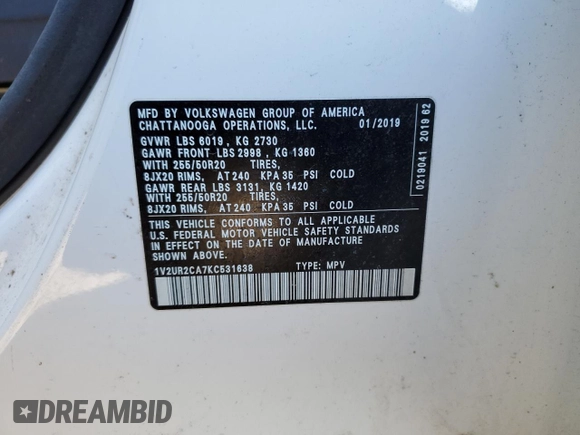 MFD BY VOLKSWAGEN GROUP OF AMERICA
CHATTANOOGA OPERATIONS, LLC. 01/2019
GVWR LBS 6019, KG 2730
GAWR FRONT LBS 2998, KG 1360
WITH 255/50R20 TIRES,
8JX20 RIMS, AT 240 KPA 35 PSI COLD
GAWR REAR LBS 3131, KG 1420
WITH 255/50R20 TIRES,
8JX20 RIMS, AT 240 KPA 35 PSI COLD
THIS VEHICLE CONFORMS TO ALL APPLICABLE
U.S. FEDERAL MOTOR VEHICLE SAFETY STANDARDS
IN EFFECT ON THE DATE OF MANUFACTURE
SHOWN ABOVE.
1V2UR2CA7KC531638 TYPE: MPV
0219041 2019 62
DREAMBID